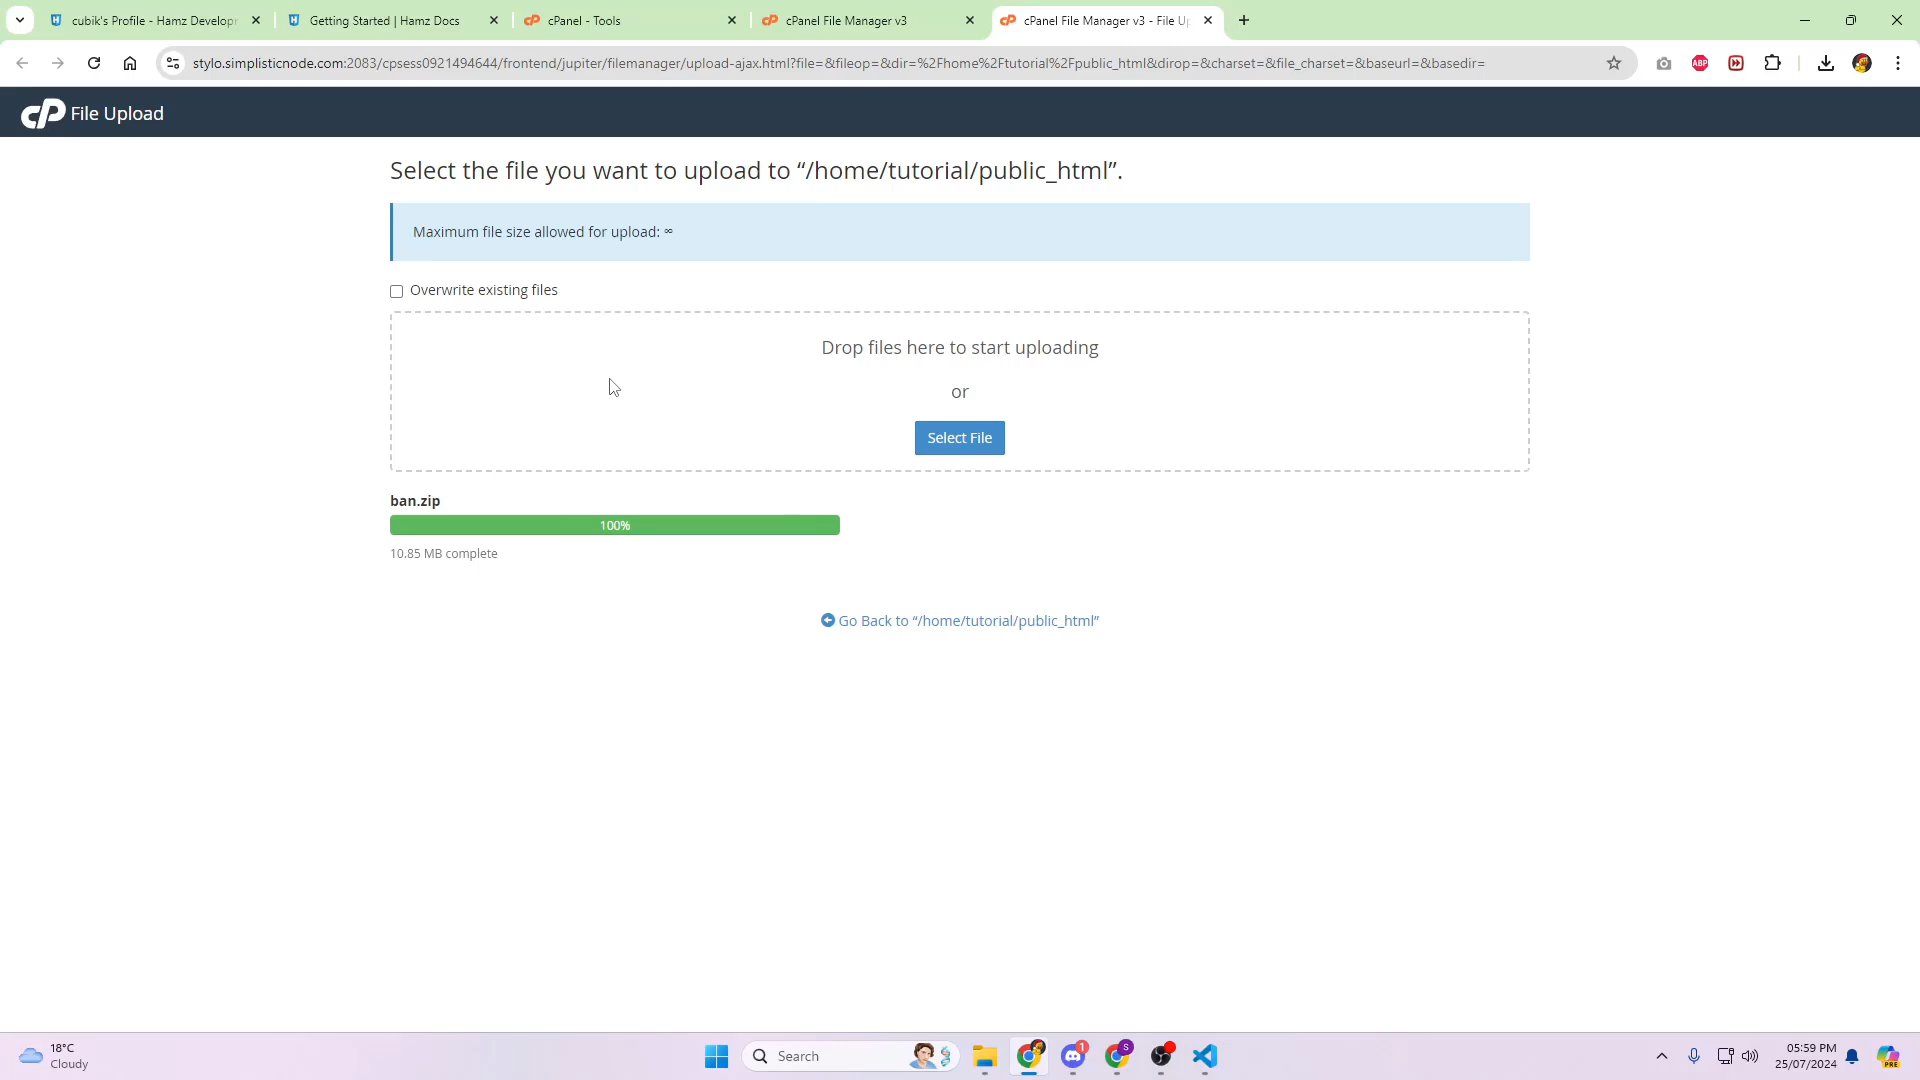 cubik's Profile - Hamz Develop
Getting Started | Hamz Docs
cPanel - Tools
cPanel File Manager v3
cPanel File Manager v3 - File Up
stylo.simplisticnode.com:2083/cpsess0921494644/frontend/jupiter/filemanager/upload-ajax.html?file=&fileop=&dir=%2Fhome%2Ftutorial%2Fpublic_html&dirop=&charset=&file_charset=&baseurl=&basedir=
ABP
cP File Upload
Select the file you want to upload to “/home/tutorial/public_html”.
Maximum file size allowed for upload: ∞
Overwrite existing files
Drop files here to start uploading
or
Select File
ban.zip
100%
10.85 MB complete
Go Back to “/home/tutorial/public_html”
18°C
Cloudy
Search
1
S
05:59 PM
25/07/2024
PRE